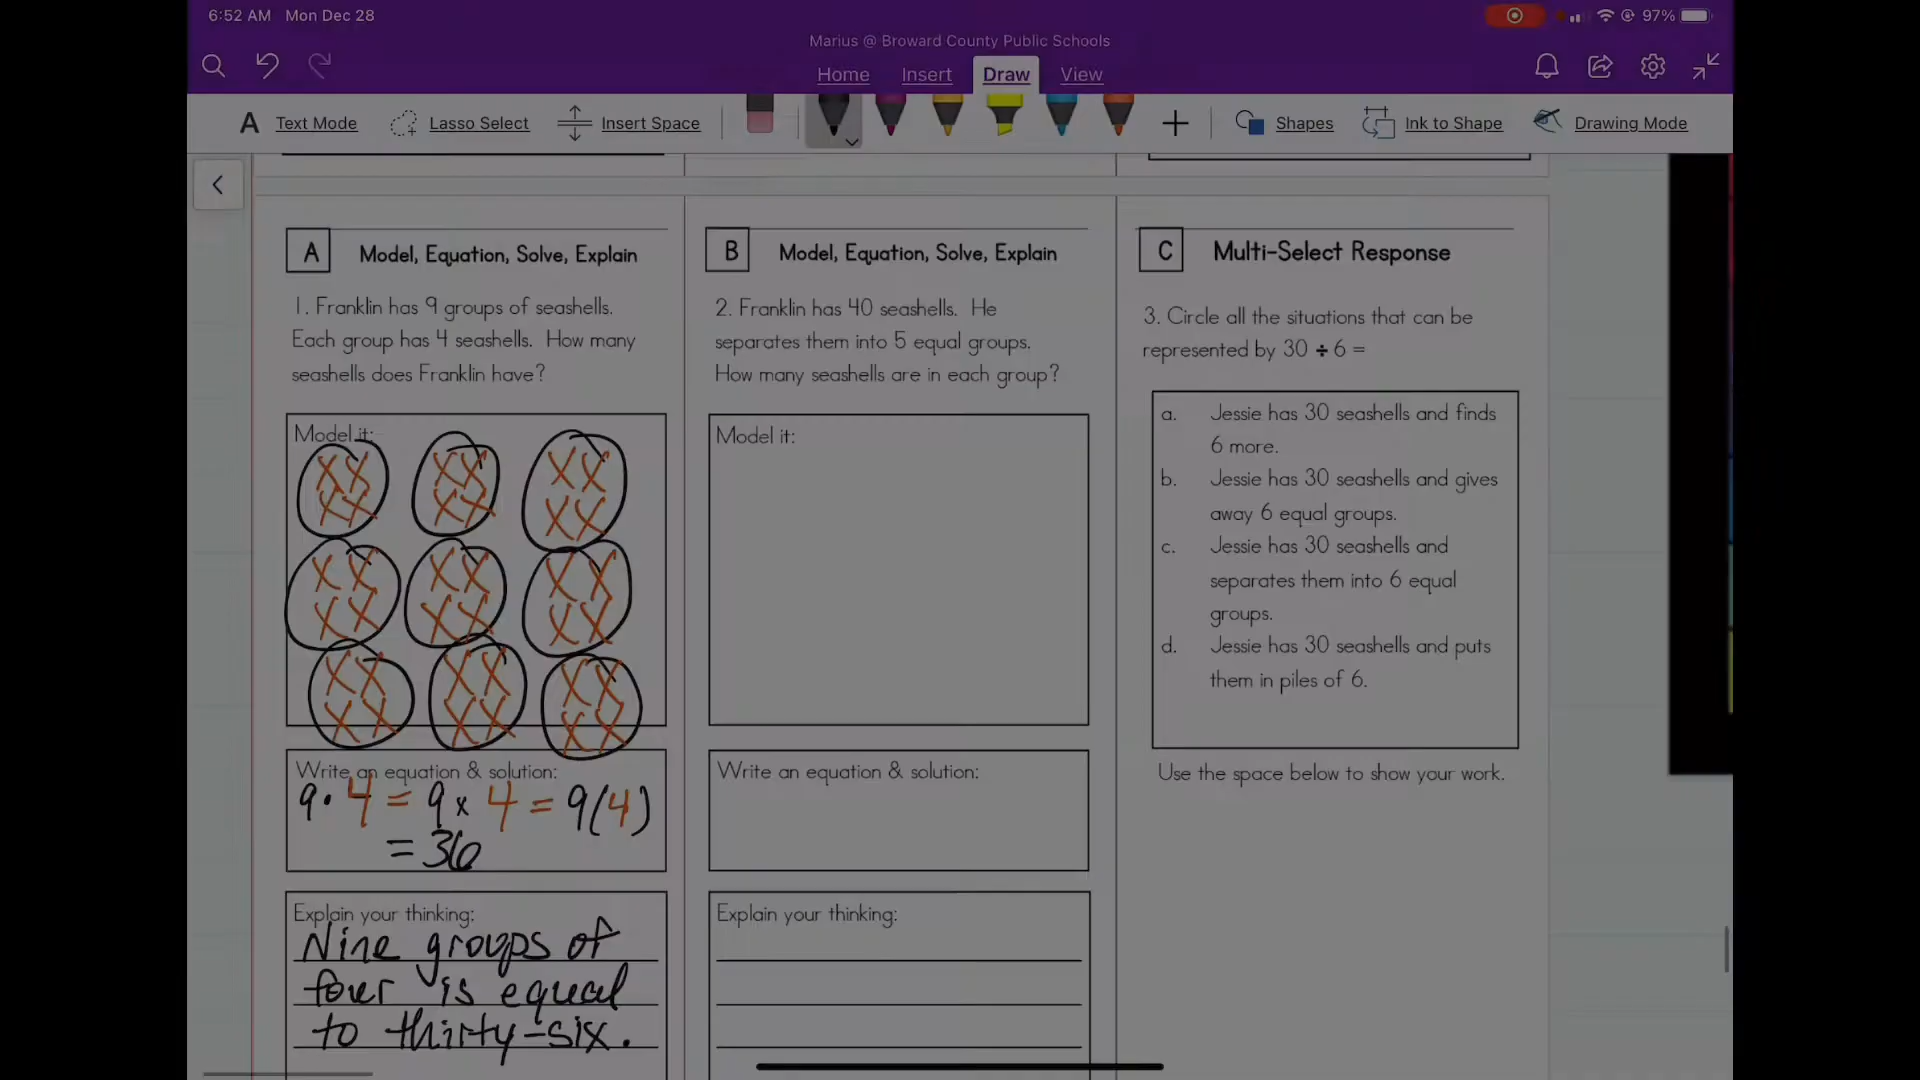 6:52 AM Mon Dec 28
97%
Marius @ Broward County Public Schools
Home Insert Draw View
A Text Mode Lasso Select Insert Space Shapes Ink to Shape Drawing Mode
A Model, Equation, Solve, Explain
1. Franklin has 9 groups of seashells.
Each group has 4 seashells. How many
seashells does Franklin have?
Model it:
X X X X X X
X X X X X X
X X X X X X
X X X X X X
X X X X X X
X X X X X X
Write an equation & solution:
9 · 4 = 9 x 4 = 9(4)
= 36
Explain your thinking:
Nine groups of
four is equal
to thirty-six.
B Model, Equation, Solve, Explain
2. Franklin has 40 seashells. He
separates them into 5 equal groups.
How many seashells are in each group?
Model it:
Write an equation & solution:
Explain your thinking:
C Multi-Select Response
3. Circle all the situations that can be
represented by 30 ÷ 6 =
a. Jessie has 30 seashells and finds
6 more.
b. Jessie has 30 seashells and gives
away 6 equal groups.
c. Jessie has 30 seashells and
separates them into 6 equal
groups.
d. Jessie has 30 seashells and puts
them in piles of 6.
Use the space below to show your work.